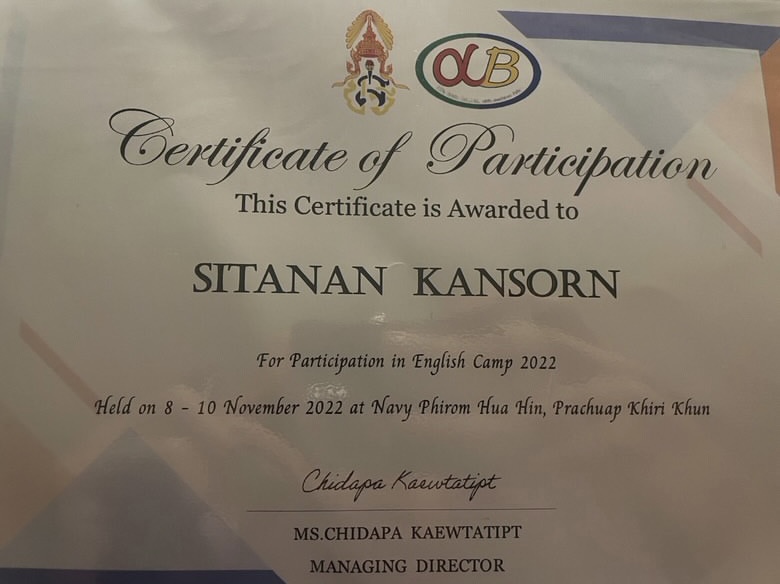 αB
Certificate of Participation
This Certificate is Awarded to
SITANAN KANSORN
For Participation in English Camp 2022
Held on 8 - 10 November 2022 at Navy Phirom Hua Hin, Prachuap Khiri Khun
Chidapa Kaewtatipt
MS.CHIDAPA KAEWTATIPT
MANAGING DIRECTOR